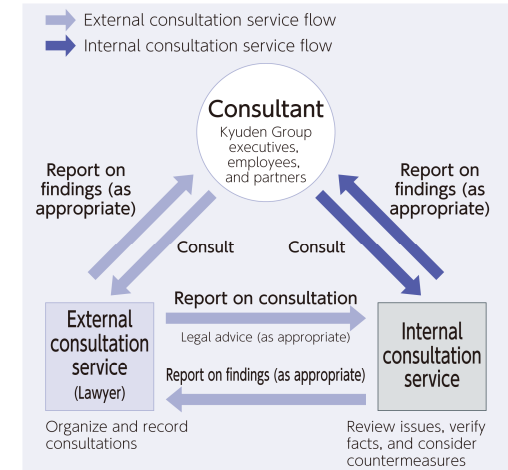 External consultation service flow
Internal consultation service flow
Consultant
Kyuden Group
executives,
employees,
and partners
Report on
findings (as
appropriate)
Report on
findings (as
appropriate)
Consult
Consult
Report on consultation
Legal advice (as appropriate)
Report on findings (as appropriate)
External
consultation
service
(Lawyer)
Internal
consultation
service
Organize and record
consultations
Review issues, verify
facts, and consider
countermeasures